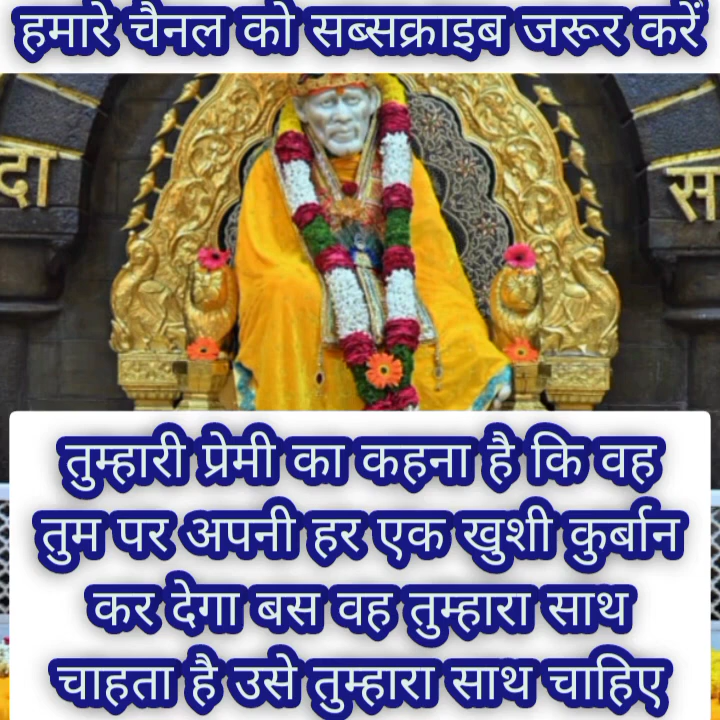 हमारे चैनल को सब्सक्राइब जरूर करें
दा
स
तुम्हारी प्रेमी का कहना है कि वह
तुम पर अपनी हर एक खुशी कुर्बान
कर देगा बस वह तुम्हारा साथ
चाहता है उसे तुम्हारा साथ चाहिए